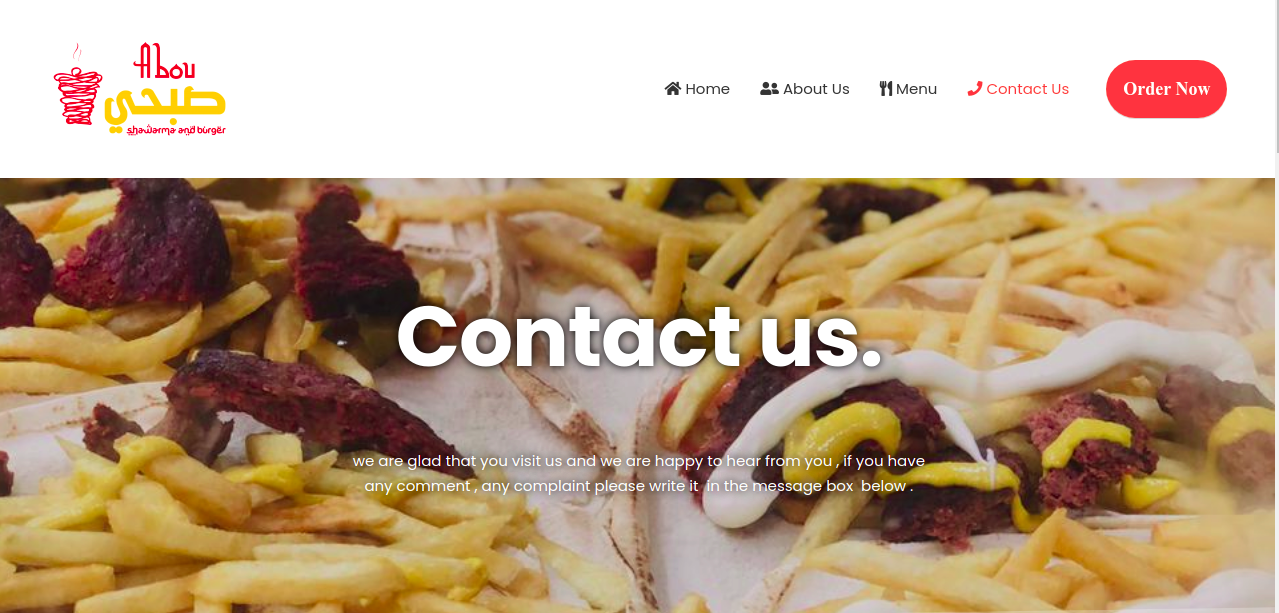 Abou
صبحي
shawarma and burger
Home
About Us
Menu
Contact Us
Order Now
Contact us.
we are glad that you visit us and we are happy to hear from you , if you have
any comment , any complaint please write it  in the message box  below .